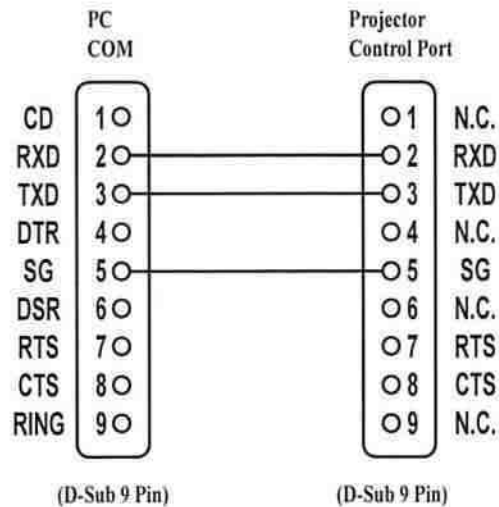 PC
COM
Projector
Control Port
CD 1 1 N.C.
RXD 2 2 RXD
TXD 3 3 TXD
DTR 4 4 N.C.
SG 5 5 SG
DSR 6 6 N.C.
RTS 7 7 RTS
CTS 8 8 CTS
RING 9 9 N.C.
(D-Sub 9 Pin) (D-Sub 9 Pin)